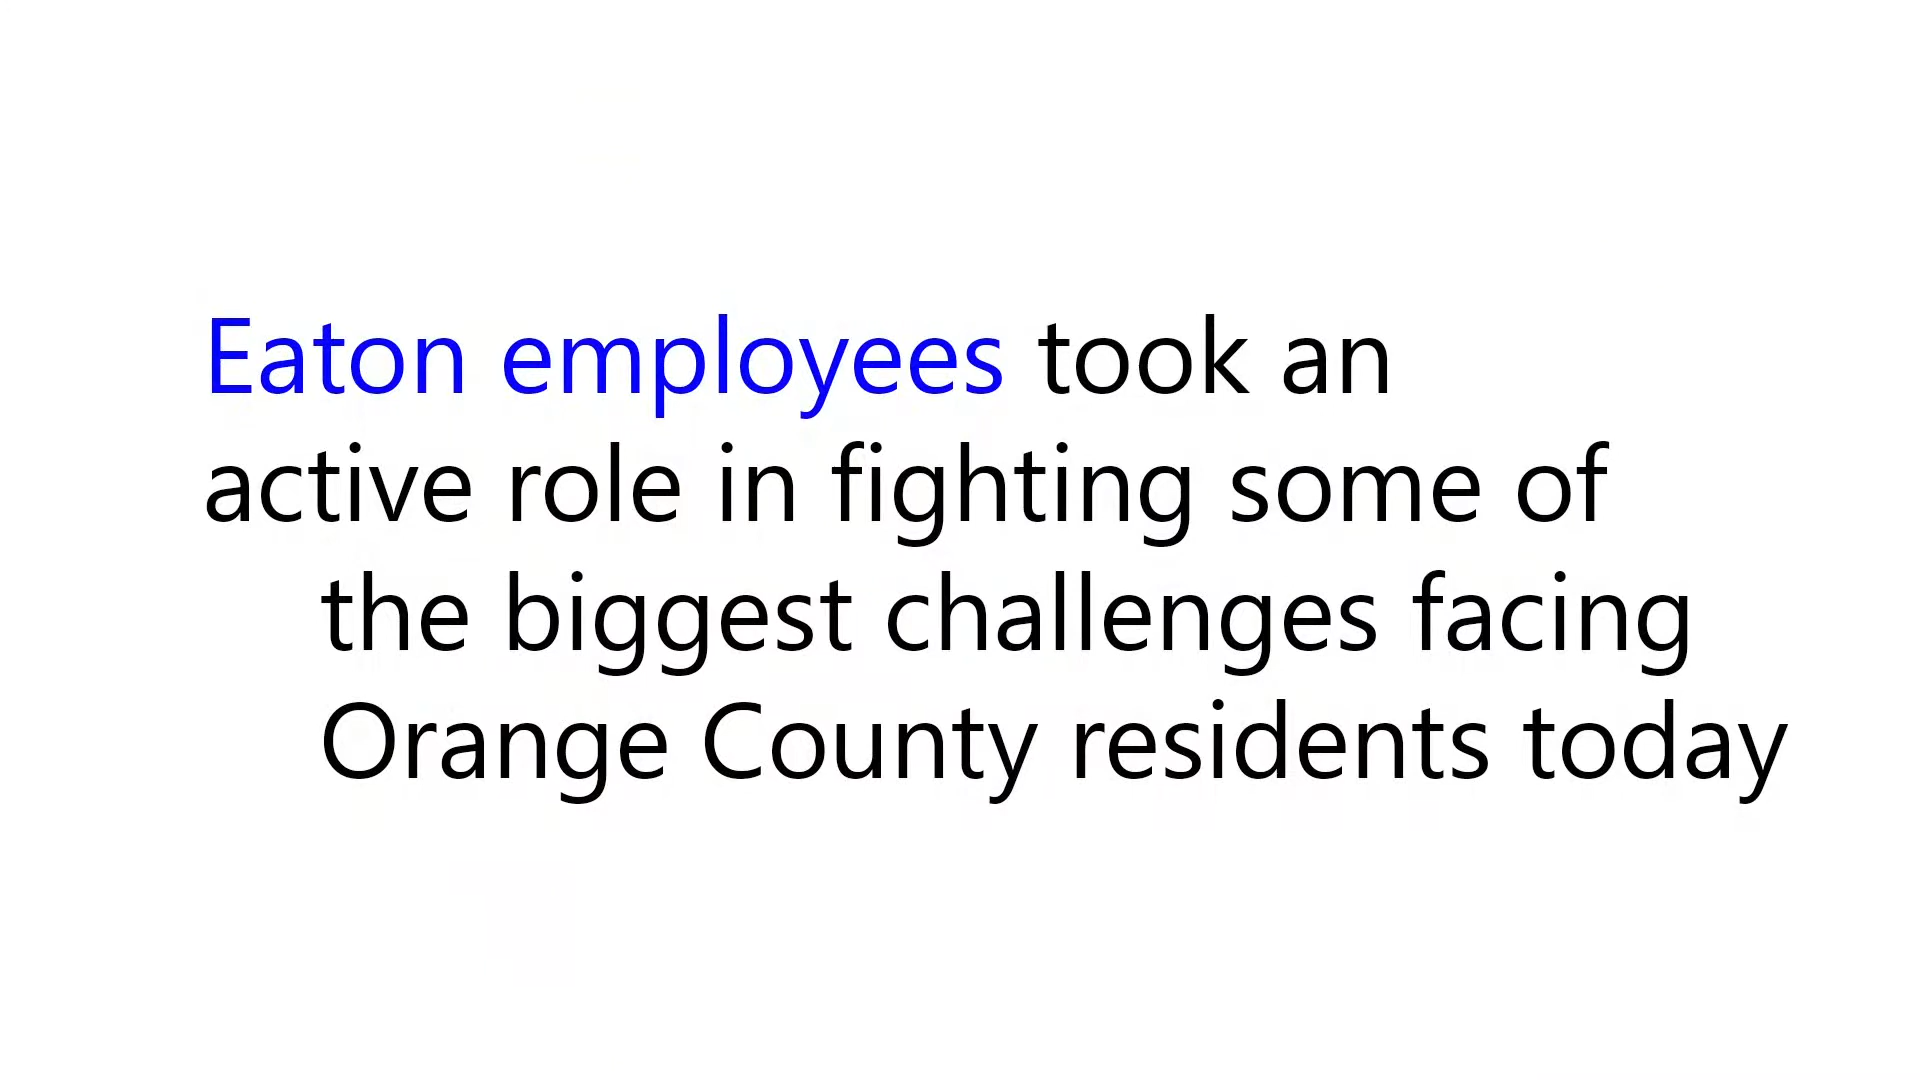 Eaton employees took an
active role in fighting some of
the biggest challenges facing
Orange County residents today